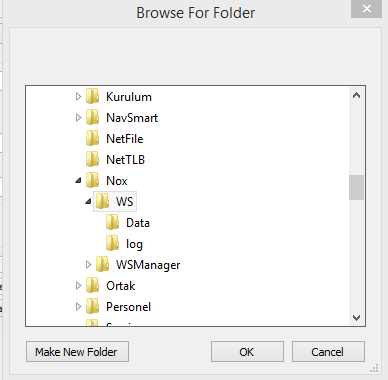 Browse For Folder
Kurulum
NavSmart
NetFile
NetTLB
Nox
WS
Data
log
WSManager
Ortak
Personel
Make New Folder
OK
Cancel